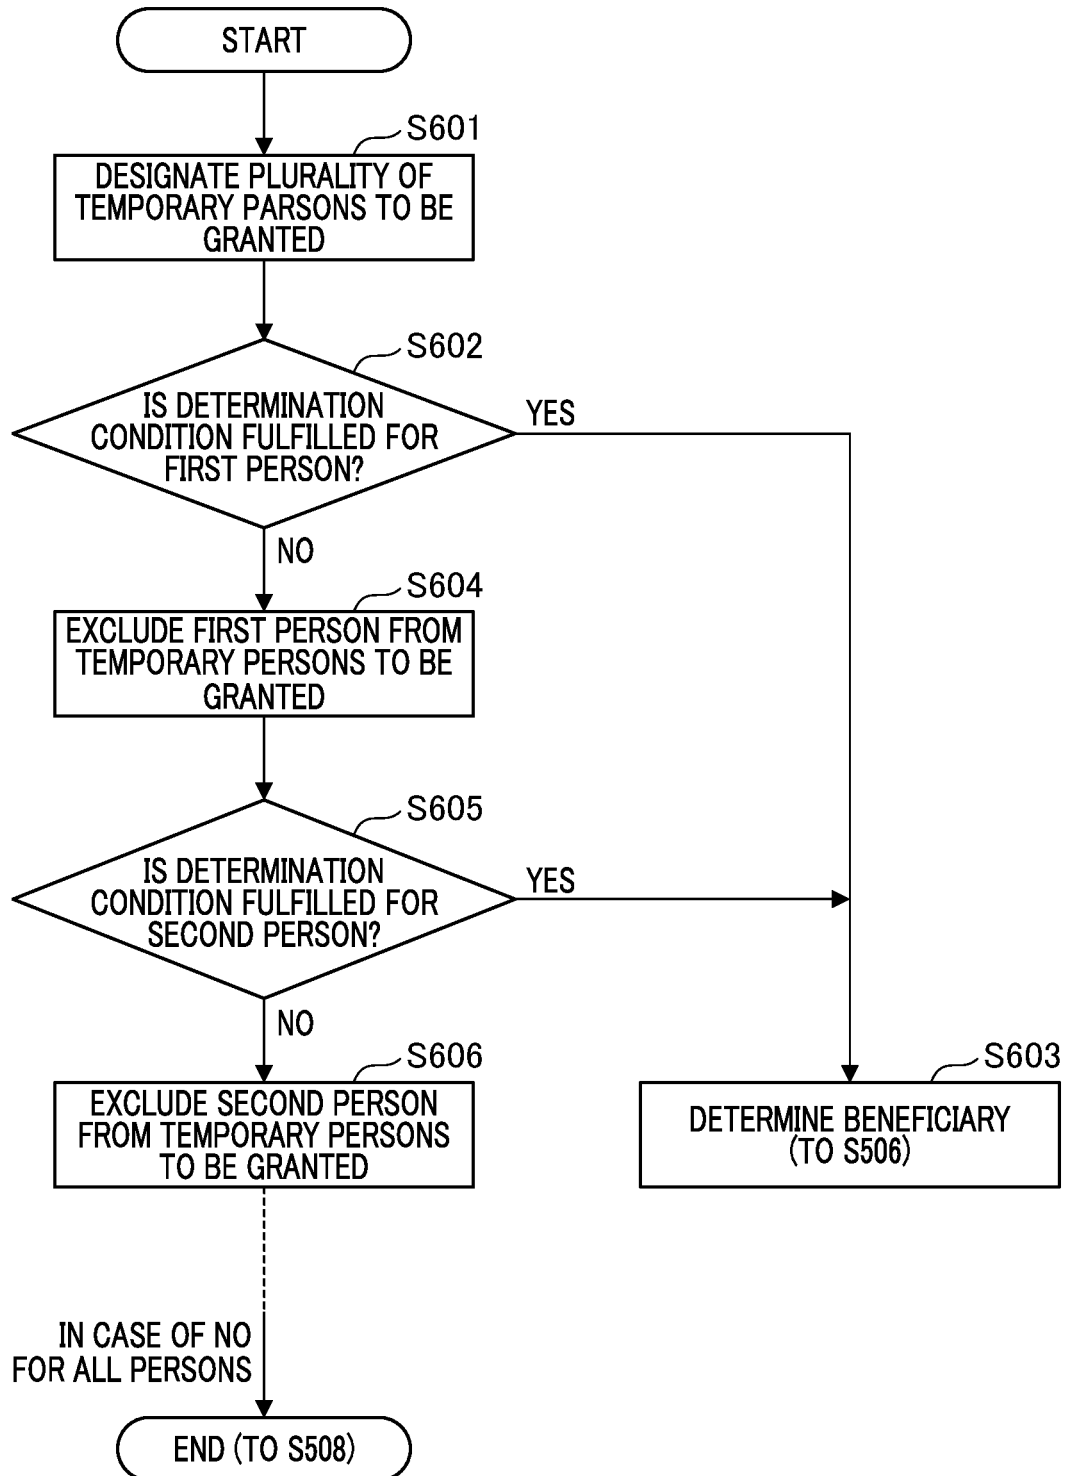 START
S601
DESIGNATE PLURALITY OF
TEMPORARY PARSONS TO BE
GRANTED
S602
IS DETERMINATION
CONDITION FULFILLED FOR
FIRST PERSON?
YES
NO
S604
EXCLUDE FIRST PERSON FROM
TEMPORARY PERSONS TO BE
GRANTED
S605
IS DETERMINATION
CONDITION FULFILLED FOR
SECOND PERSON?
YES
NO
S606
EXCLUDE SECOND PERSON
FROM TEMPORARY PERSONS
TO BE GRANTED
S603
DETERMINE BENEFICIARY
(TO S506)
IN CASE OF NO
FOR ALL PERSONS
END (TO S508)